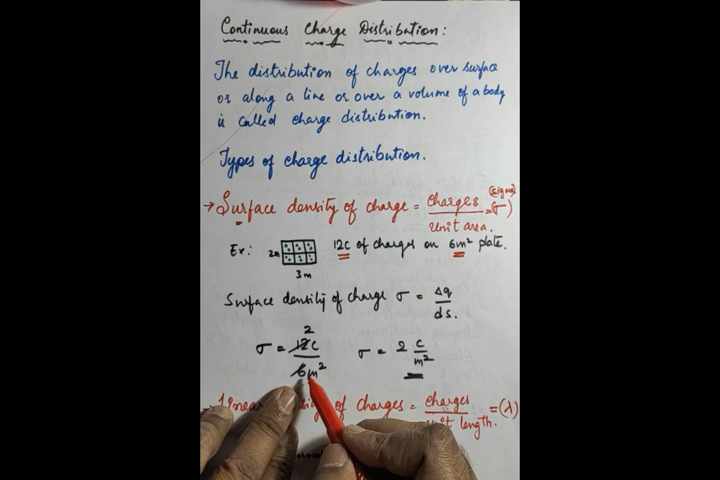 Continuous Charge Distribution:
The distribution of charges over surface
or along a line or over a volume of a body
is called charge distribution.
Types of charge distribution.
→ Surface density of charge = charges / Unit area. = (σ) (sigma)
Ex: 2m 3m 12C of charges on 6m² plate.
Surface density of charge σ = Δq / ds.
σ = 12C / 6m² 2 σ = 2 C / m²
of charges = charges / unit length. = (λ)